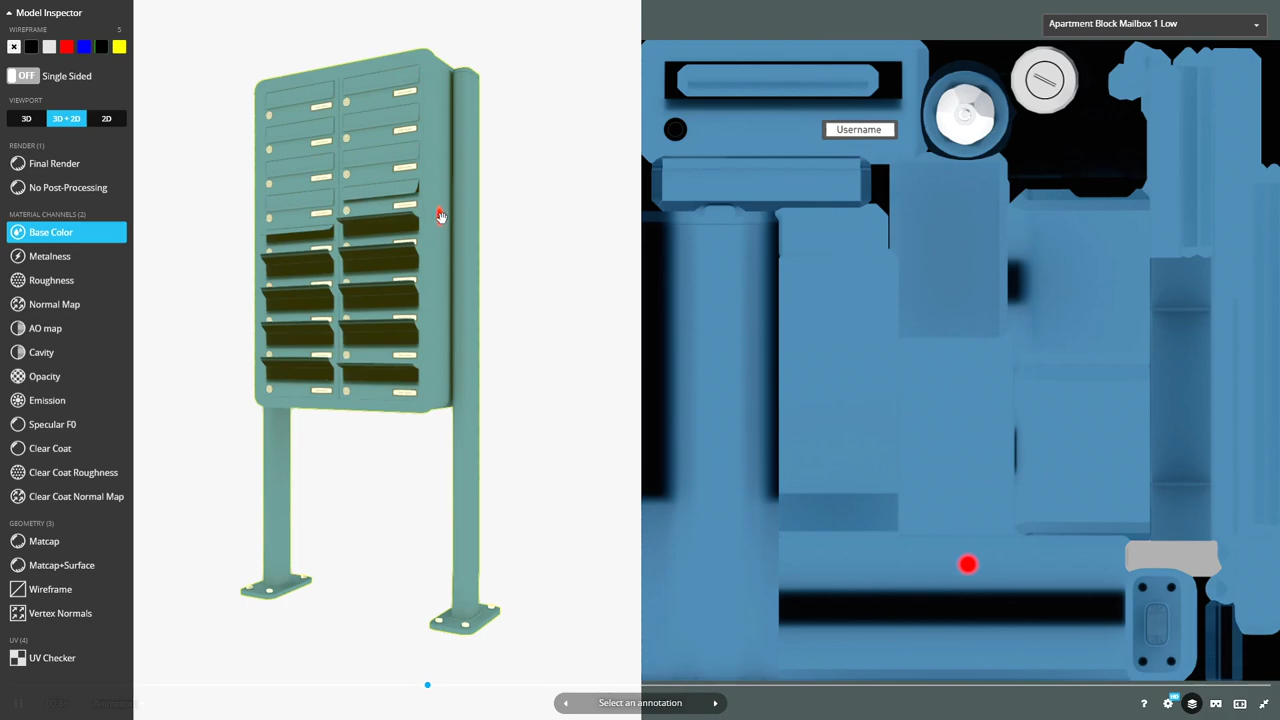 Model Inspector
WIREFRAME 5
OFF Single Sided
VIEWPORT
3D 3D + 2D 2D
RENDER (1)
Final Render
No Post-Processing
MATERIAL CHANNELS (2)
Base Color
Metalness
Roughness
Normal Map
AO map
Cavity
Opacity
Emission
Specular F0
Clear Coat
Clear Coat Roughness
Clear Coat Normal Map
GEOMETRY (3)
Matcap
Matcap+Surface
Wireframe
Vertex Normals
UV (4)
UV Checker
Apartment Block Mailbox 1 Low
Username
Select an annotation
HD